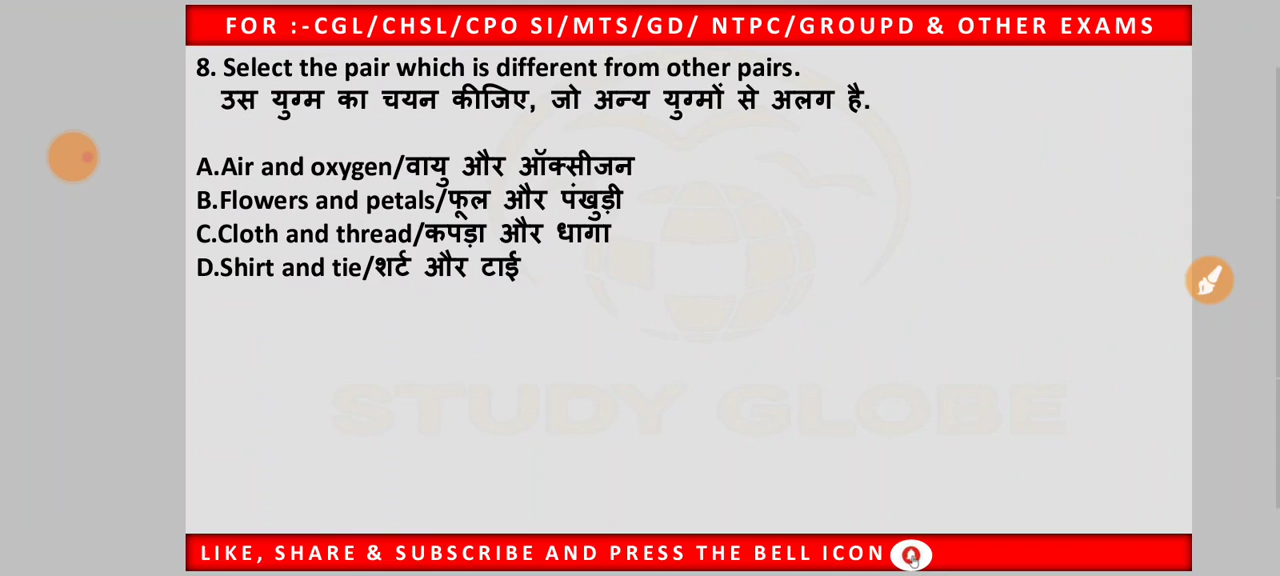 FOR :-CGL/CHSL/CPO SI/MTS/GD/ NTPC/GROUPD & OTHER EXAMS
8. Select the pair which is different from other pairs.
उस युग्म का चयन कीजिए, जो अन्य युग्मों से अलग है.
A.Air and oxygen/वायु और ऑक्सीजन
B.Flowers and petals/फूल और पंखुड़ी
C.Cloth and thread/कपड़ा और धागा
D.Shirt and tie/शर्ट और टाई
STUDY GLOBE
LIKE, SHARE & SUBSCRIBE AND PRESS THE BELL ICON